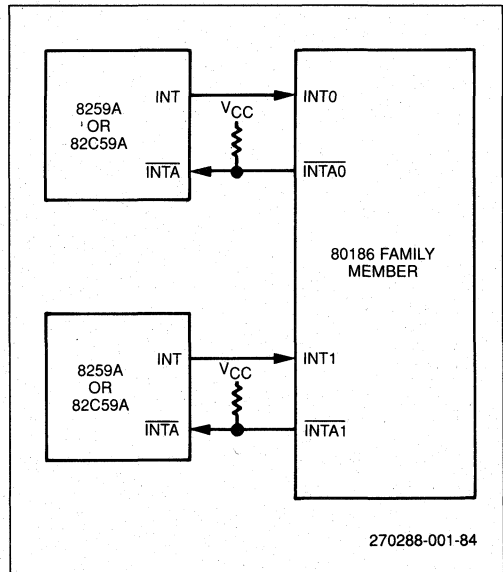 8259A
OR
82C59A
INT
INTA
VCC
INT0
INTA0
80186 FAMILY
MEMBER
8259A
OR
82C59A
INT
INTA
VCC
INT1
INTA1
270288-001-84